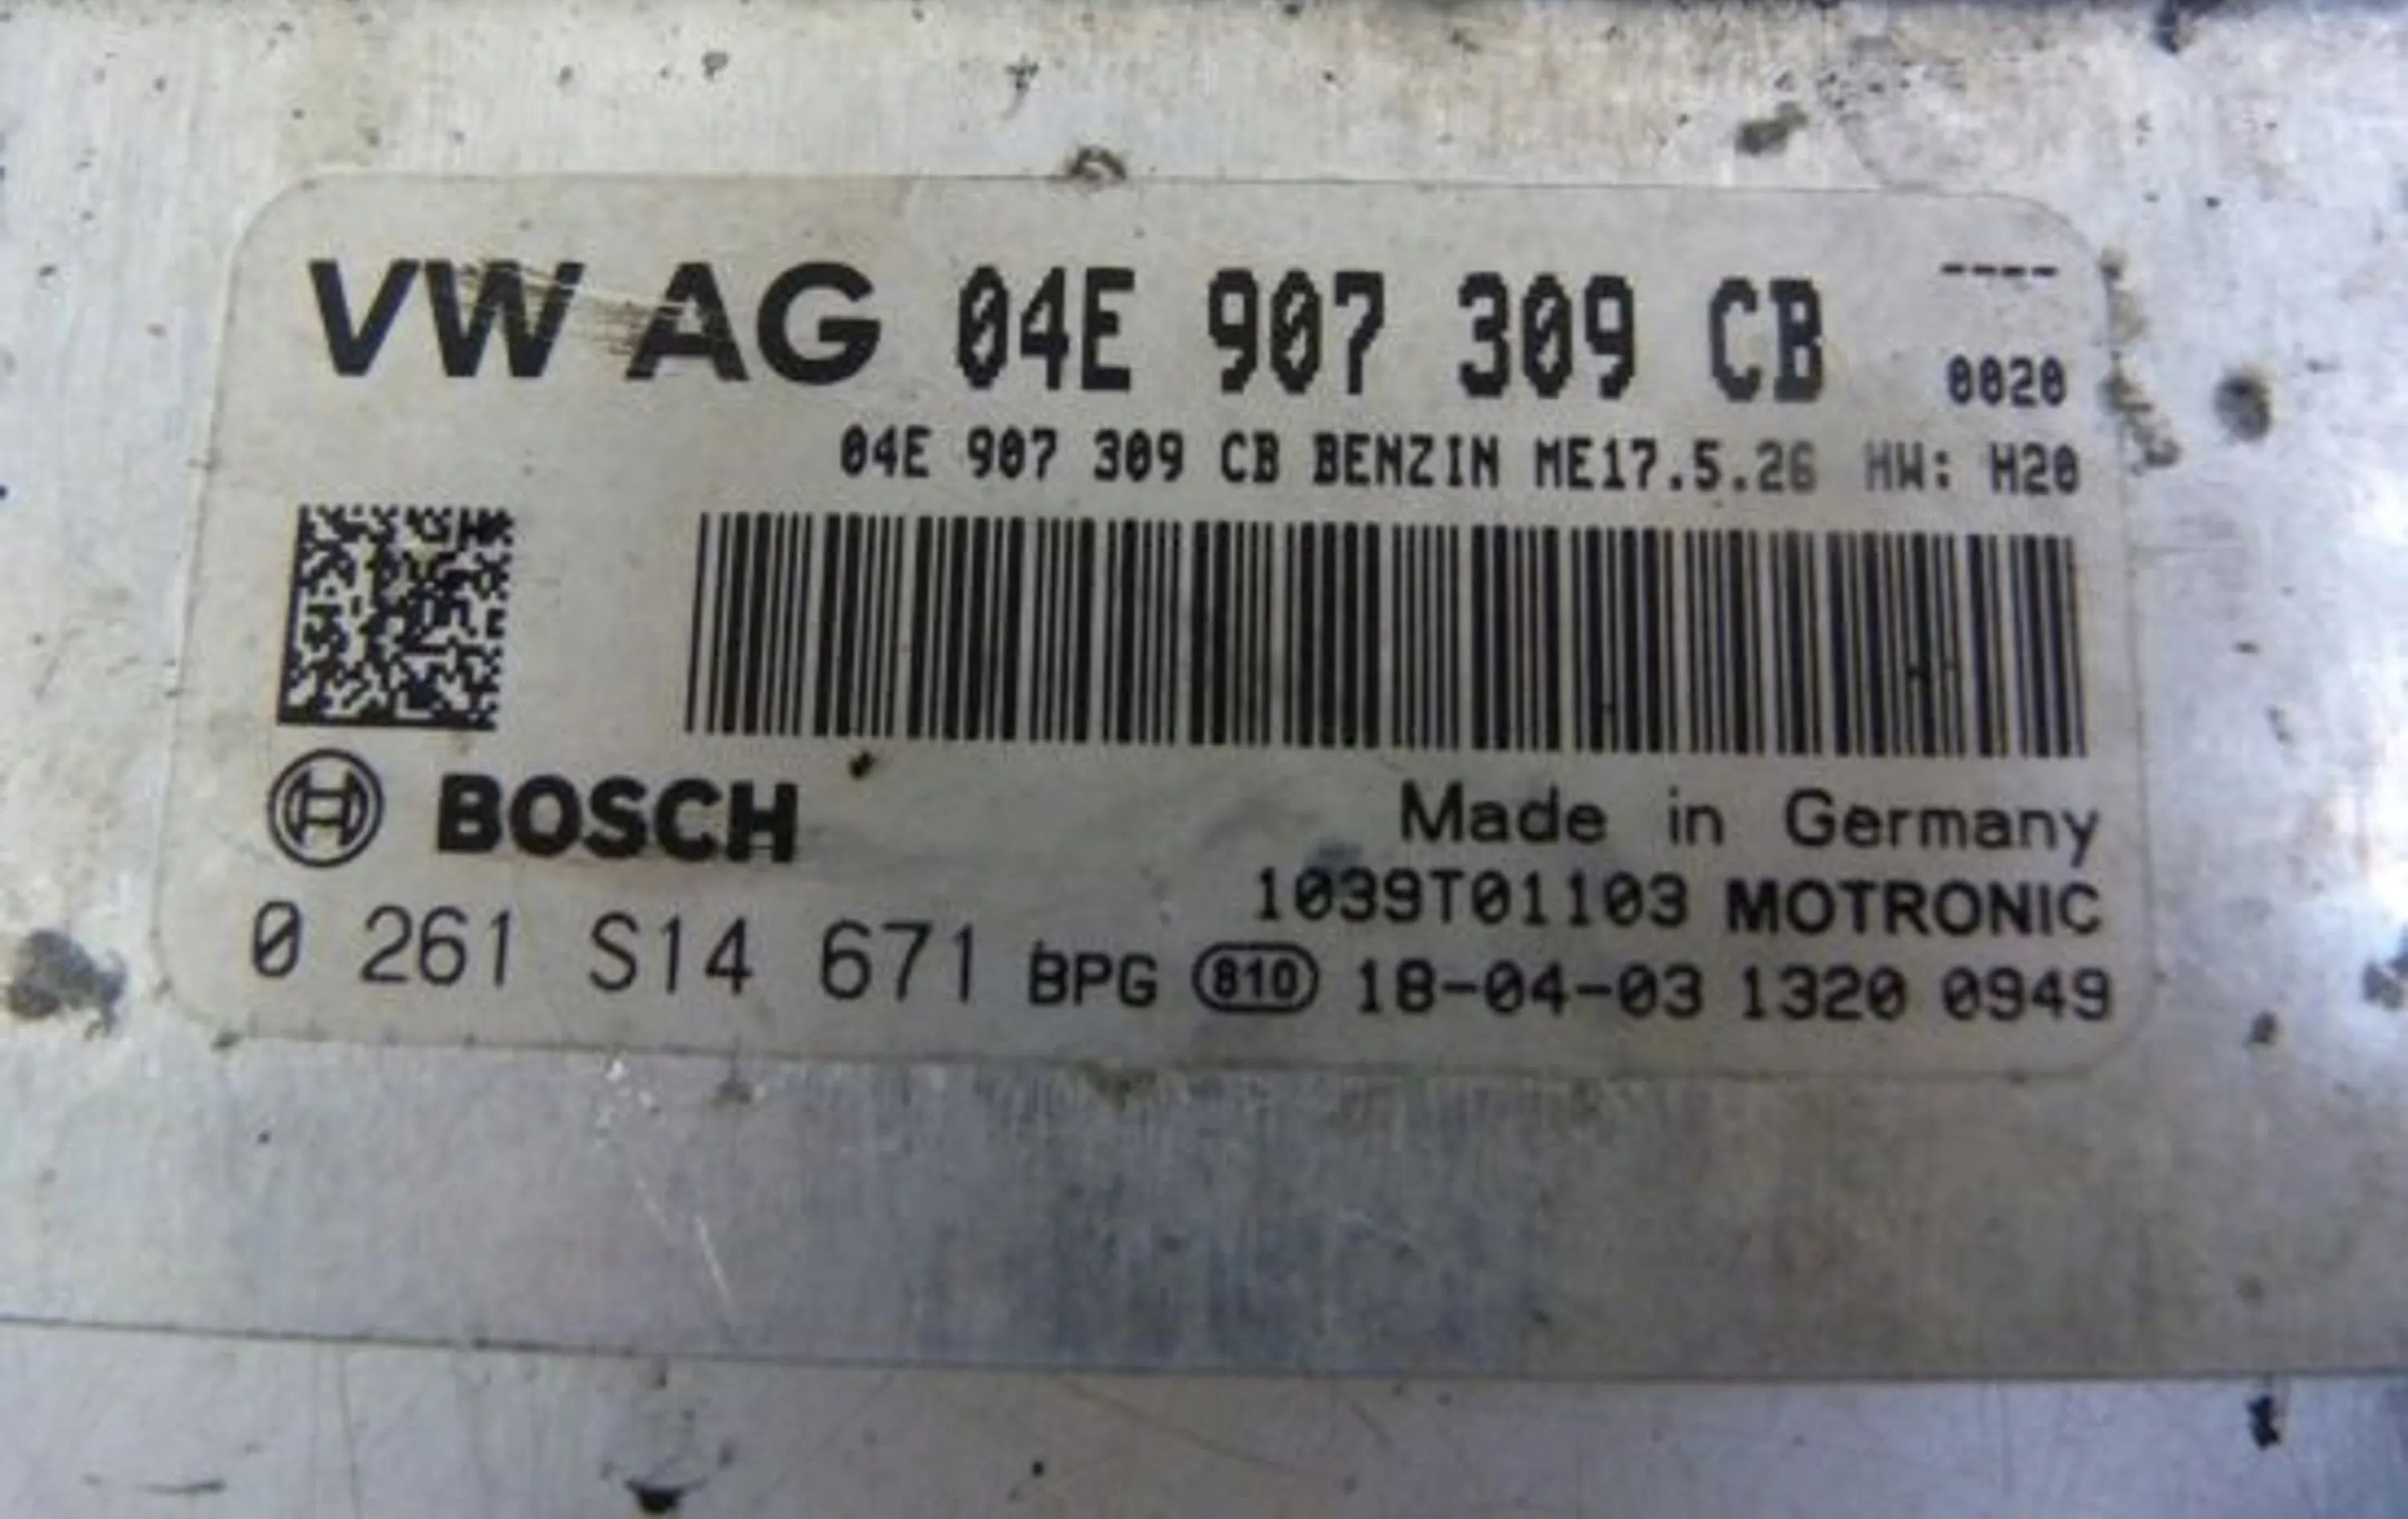 VW AG 04E 907 309 CB ----
0020
04E 907 309 CB BENZIN ME17.5.26 HW: H20
BOSCH
Made in Germany
1039T01103 MOTRONIC
0 261 S14 671 BPG 810 18-04-03 1320 0949